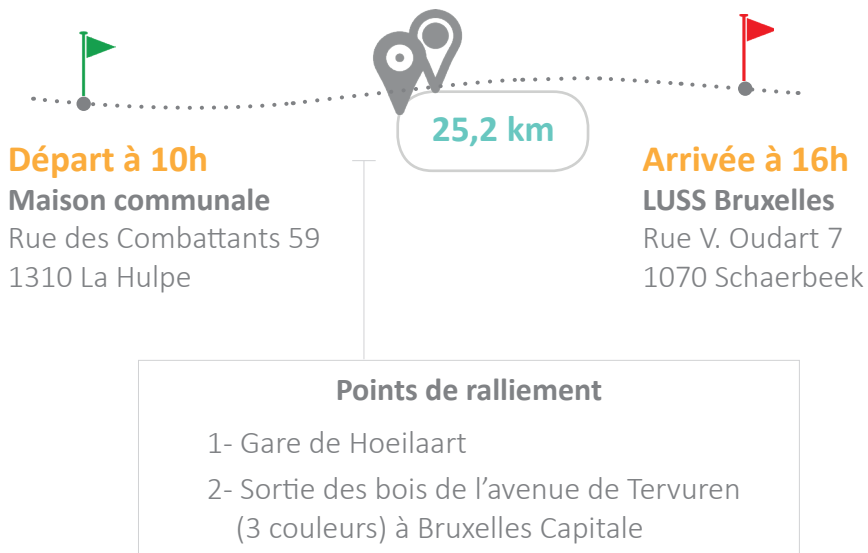 25,2 km
Départ à 10h
Maison communale
Rue des Combattants 59
1310 La Hulpe
Arrivée à 16h
LUSS Bruxelles
Rue V. Oudart 7
1070 Schaerbeek
Points de ralliement
1- Gare de Hoeilaart
2- Sortie des bois de l’avenue de Tervuren
(3 couleurs) à Bruxelles Capitale